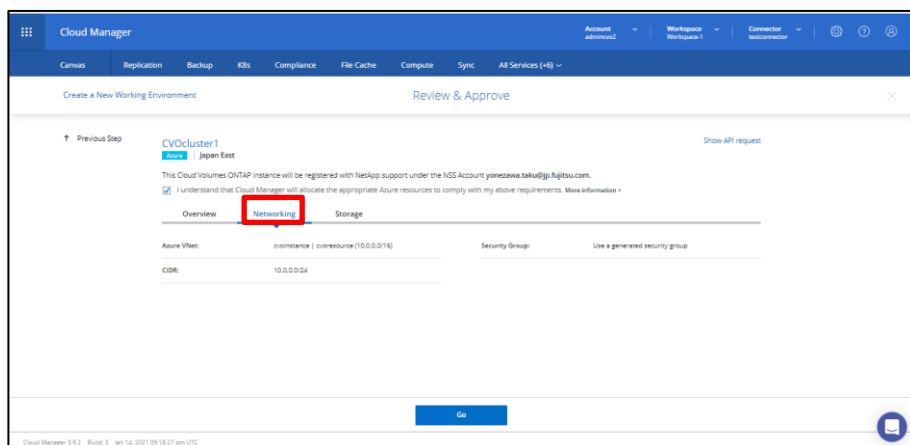 Cloud Manager
Account
admincvo2
Workspace
Workspace-1
Connector
testconnector
Canvas Replication Backup K8s Compliance File Cache Compute Sync All Services (+6)
Create a New Working Environment
Review & Approve
↑ Previous Step
CVOcluster1
Show API request
Azure | Japan East
This Cloud Volumes ONTAP instance will be registered with NetApp support under the NSS Account yonezawa.taku@jp.fujitsu.com.
I understand that Cloud Manager will allocate the appropriate Azure resources to comply with my above requirements. More information >
Overview Networking Storage
Azure VNet: cvoinstance | cvoresource (10.0.0.0/16) Security Group: Use a generated security group
CIDR: 10.0.0.0/24
Go
Cloud Manager 3.9.2 Build: 3 Jan 14, 2021 09:18:27 am UTC